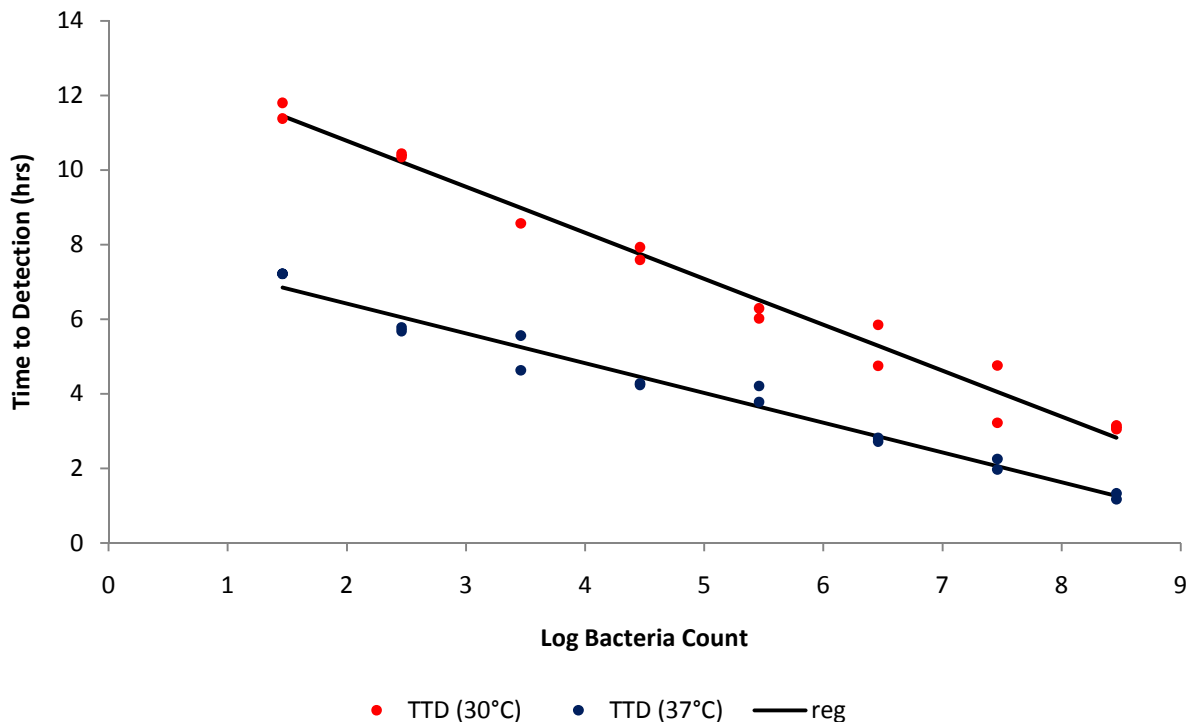 14
12
10
8
6
4
2
0
Time to Detection (hrs)
0 1 2 3 4 5 6 7 8 9
Log Bacteria Count
TTD (30°C) TTD (37°C) reg